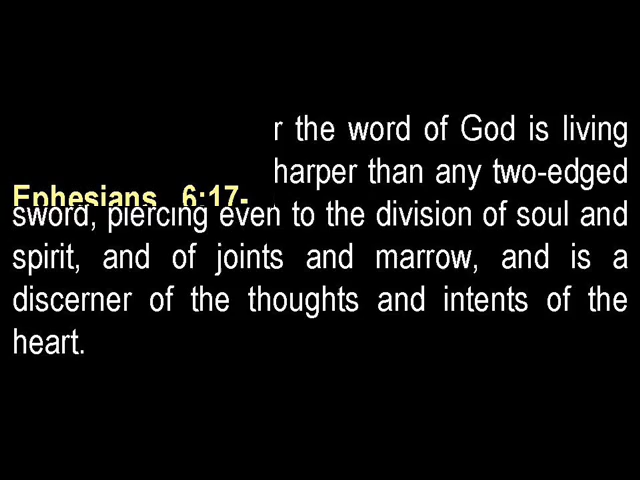 r the word of God is living
harper than any two-edged
Ephesians 6:17-
sword, piercing even to the division of soul and
spirit, and of joints and marrow, and is a
discerner of the thoughts and intents of the
heart.